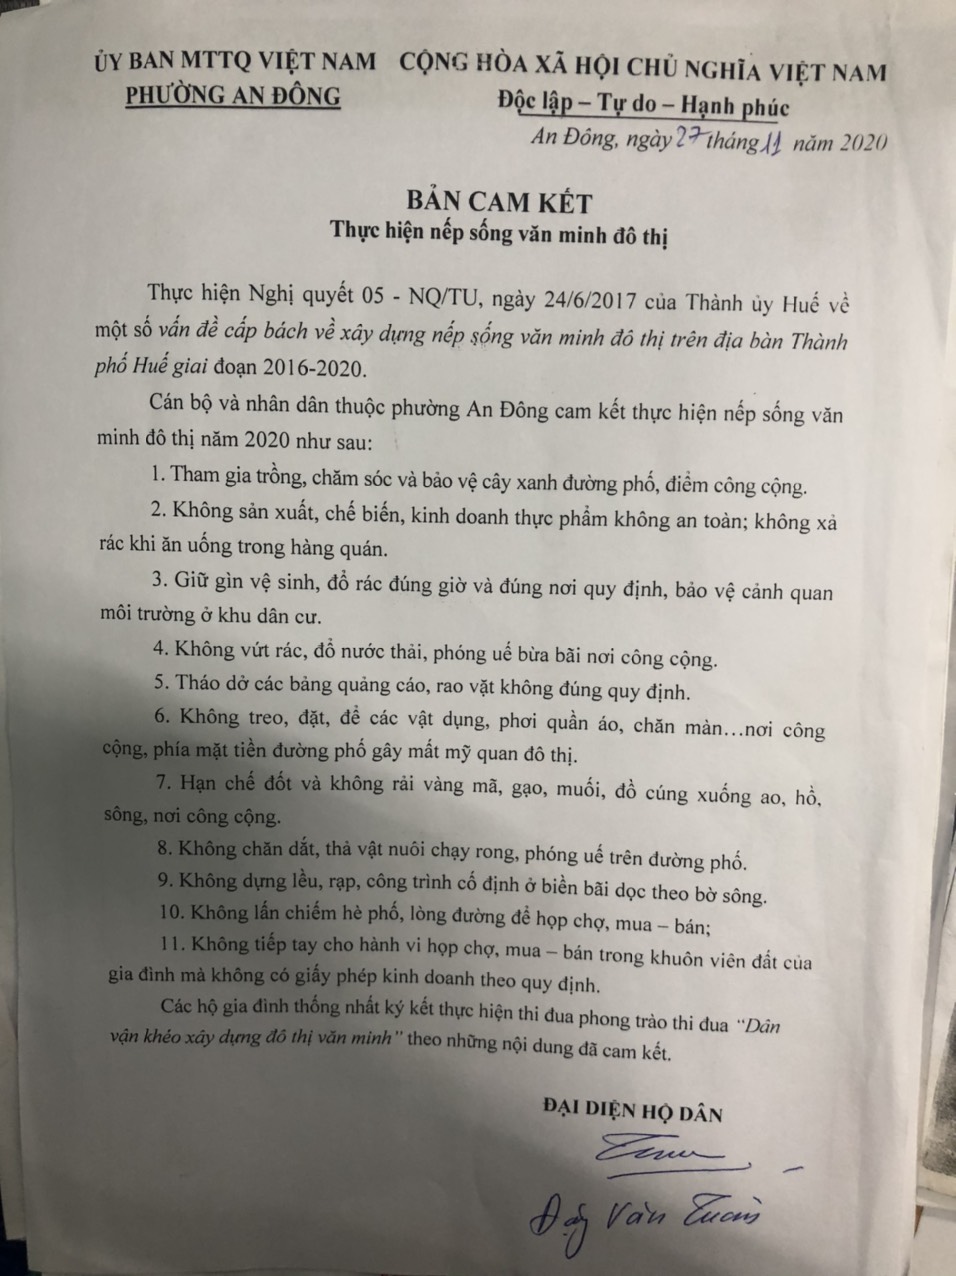 ỦY BAN MTTQ VIỆT NAM CỘNG HÒA XÃ HỘI CHỦ NGHĨA VIỆT NAM
PHƯỜNG AN ĐÔNG Độc lập – Tự do – Hạnh phúc
An Đông, ngày 27 tháng 11 năm 2020
BẢN CAM KẾT
Thực hiện nếp sống văn minh đô thị
Thực hiện Nghị quyết 05 - NQ/TU, ngày 24/6/2017 của Thành ủy Huế về
một số vấn đề cấp bách về xây dựng nếp sống văn minh đô thị trên địa bàn Thành
phố Huế giai đoạn 2016-2020.
Cán bộ và nhân dân thuộc phường An Đông cam kết thực hiện nếp sống văn
minh đô thị năm 2020 như sau:
1. Tham gia trồng, chăm sóc và bảo vệ cây xanh đường phố, điểm công cộng.
2. Không sản xuất, chế biến, kinh doanh thực phẩm không an toàn; không xả
rác khi ăn uống trong hàng quán.
3. Giữ gìn vệ sinh, đổ rác đúng giờ và đúng nơi quy định, bảo vệ cảnh quan
môi trường ở khu dân cư.
4. Không vứt rác, đổ nước thải, phóng uế bừa bãi nơi công cộng.
5. Tháo dở các bảng quảng cáo, rao vặt không đúng quy định.
6. Không treo, đặt, để các vật dụng, phơi quần áo, chăn màn…nơi công
cộng, phía mặt tiền đường phố gây mất mỹ quan đô thị.
7. Hạn chế đốt và không rải vàng mã, gạo, muối, đồ cúng xuống ao, hồ,
sông, nơi công cộng.
8. Không chăn dắt, thả vật nuôi chạy rong, phóng uế trên đường phố.
9. Không dựng lều, rạp, công trình cố định ở biền bãi dọc theo bờ sông.
10. Không lấn chiếm hè phố, lòng đường để họp chợ, mua – bán;
11. Không tiếp tay cho hành vi họp chợ, mua – bán trong khuôn viên đất của
gia đình mà không có giấy phép kinh doanh theo quy định.
Các hộ gia đình thống nhất ký kết thực hiện thi đua phong trào thi đua “Dân
vận khéo xây dựng đô thị văn minh” theo những nội dung đã cam kết.
ĐẠI DIỆN HỘ DÂN
Văn